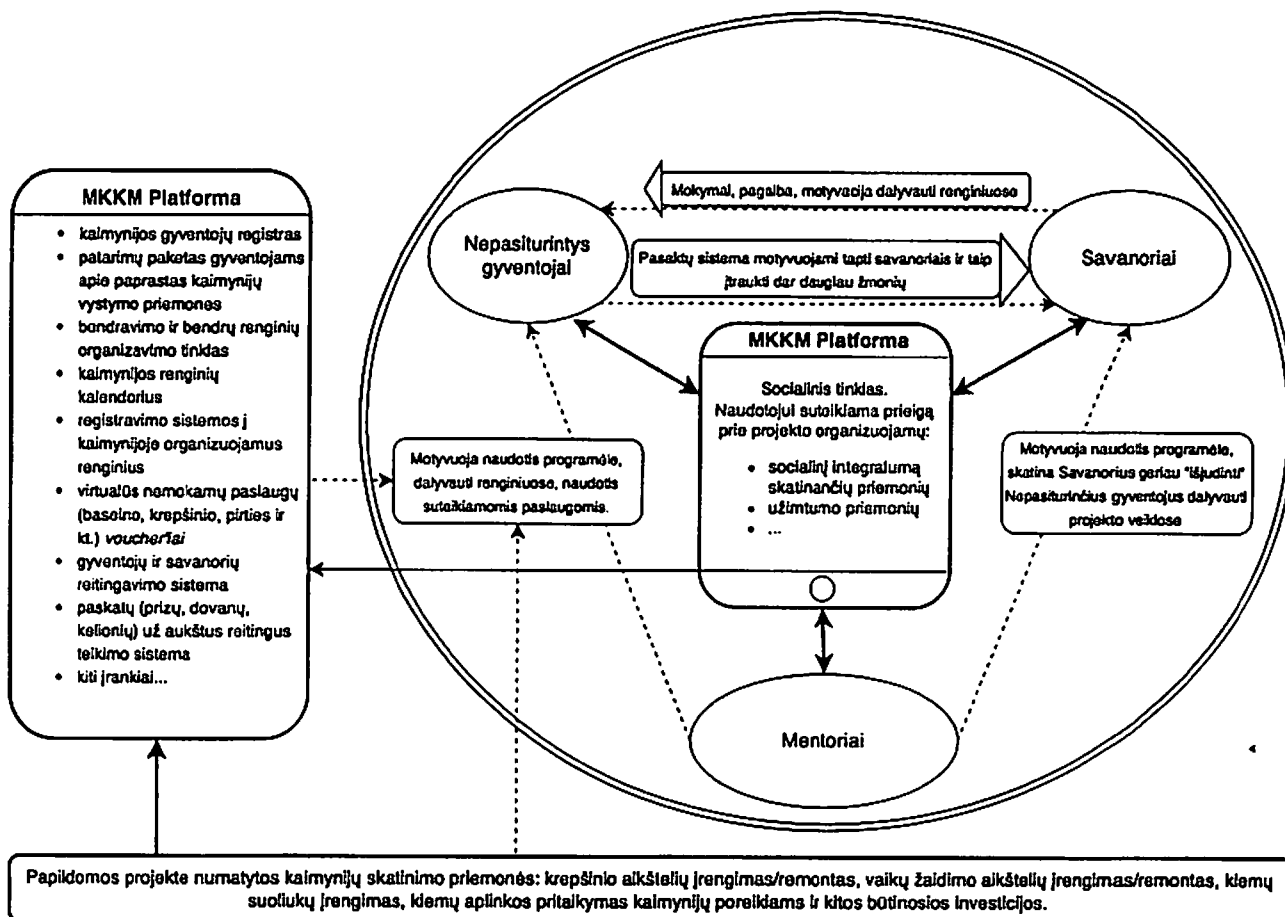 MKKM Platforma
• kaimynijos gyventojų registras
• patarimų paketas gyventojams
apie paprastas kaimynijų
vystymo priemones
• bendravimo ir bendrų renginių
organizavimo tinklas
• kaimynijos renginių
kalendorius
• registravimo sistemos į
kaimynijoje organizuojamus
renginius
• virtualūs nemokamų paslaugų
(baseino, krepšinio, pirties ir
kt.) voucheriai
• gyventojų ir savanorių
reitingavimo sistema
• paskatų (prizų, dovanų,
kelionių) už aukštus reitingus
teikimo sistema
• kiti įrankiai...
Mokymai, pagalba, motyvacija dalyvauti renginiuose
Nepasiturintys
gyventojai
Pasaktų sistema motyvuojami tapti savanoriais ir taip
įtraukti dar daugiau žmonių
Savanoriai
MKKM Platforma
Socialinis tinklas.
Naudotojui suteikiama prieigą
prie projekto organizuojamų:
• socialinį integralumą
skatinančių priemonių
• užimtumo priemonių
• ...
Motyvuoja naudotis programėle,
dalyvauti renginiuose, naudotis
suteikiamomis paslaugomis.
Motyvuoja naudotis programėle,
skatina Savanorius geriau "išjudinti"
Nepasiturinčius gyventojus dalyvauti
projekto veiklose
Mentoriai
Papildomos projekte numatytos kaimynijų skatinimo priemonės: krepšinio aikštelių įrengimas/remontas, vaikų žaidimo aikštelių įrengimas/remontas, kiemų
suoliukų įrengimas, kiemų aplinkos pritaikymas kaimynijų poreikiams ir kitos būtinosios investicijos.